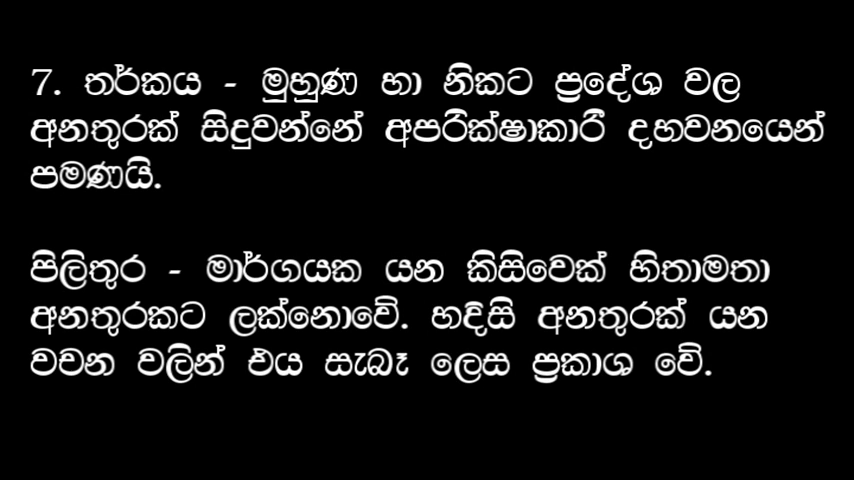 7. තර්කය - මුහුණ හා නිකට ප්‍රදේශ වල
අනතුරක් සිදුවන්නේ අපරික්ෂාකාරී දහවනයෙන්
පමණයි.
පිලිතුර - මාර්ගයක යන කිසිවෙක් හිතාමතා
අනතුරකට ලක්නොවේ. හදිසි අනතුරක් යන
වචන වලින් එය සැබෑ ලෙස ප්‍රකාශ වේ.